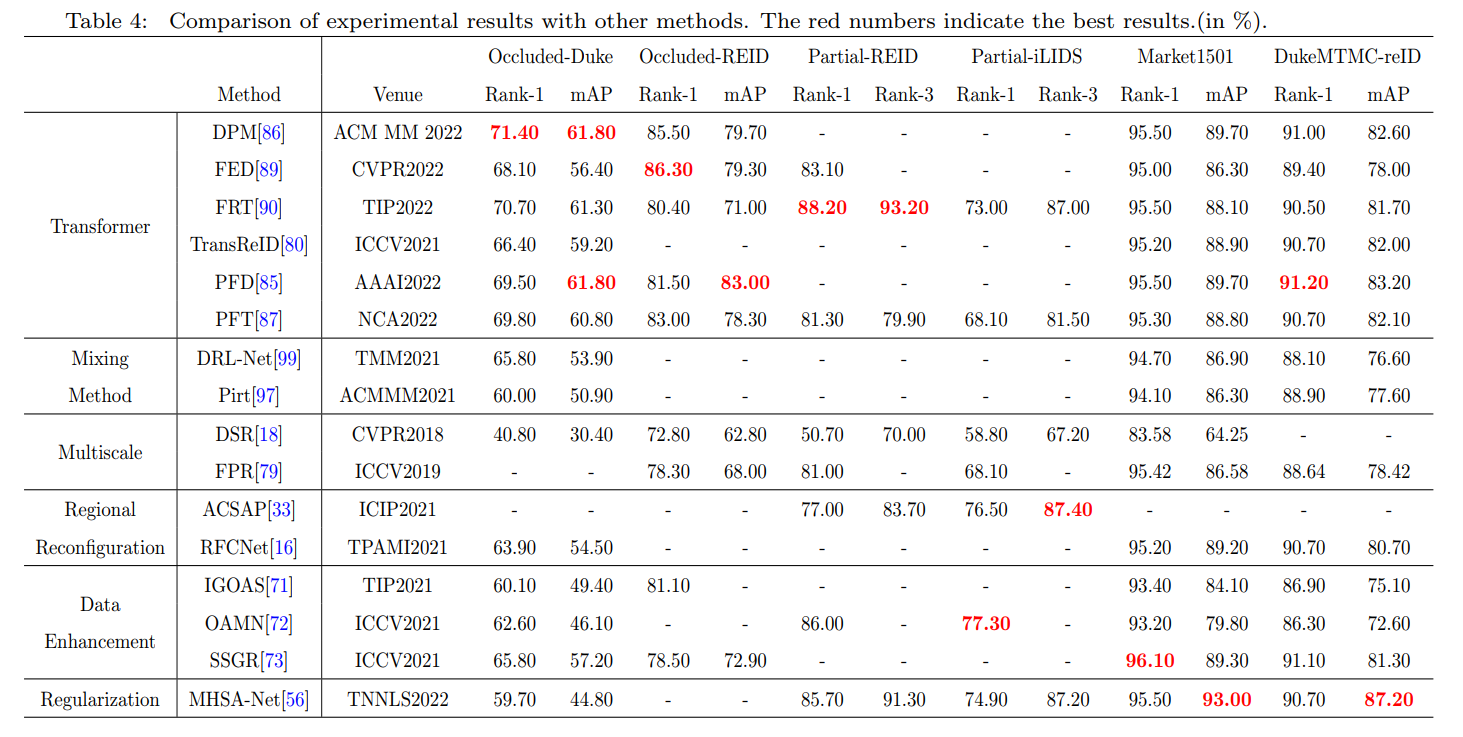 Table 4: Comparison of experimental results with other methods. The red numbers indicate the best results.(in %).
Occluded-Duke Occluded-REID Partial-REID Partial-iLIDS Market1501 DukeMTMC-reID
Method Venue Rank-1 mAP Rank-1 mAP Rank-1 Rank-3 Rank-1 Rank-3 Rank-1 mAP Rank-1 mAP
DPM[86] ACM MM 2022 71.40 61.80 85.50 79.70 - - - - 95.50 89.70 91.00 82.60
FED[89] CVPR2022 68.10 56.40 86.30 79.30 83.10 - - - 95.00 86.30 89.40 78.00
FRT[90] TIP2022 70.70 61.30 80.40 71.00 88.20 93.20 73.00 87.00 95.50 88.10 90.50 81.70
Transformer
TransReID[80] ICCV2021 66.40 59.20 - - - - - - 95.20 88.90 90.70 82.00
PFD[85] AAAI2022 69.50 61.80 81.50 83.00 - - - - 95.50 89.70 91.20 83.20
PFT[87] NCA2022 69.80 60.80 83.00 78.30 81.30 79.90 68.10 81.50 95.30 88.80 90.70 82.10
Mixing DRL-Net[99] TMM2021 65.80 53.90 - - - - - - 94.70 86.90 88.10 76.60
Method Pirt[97] ACMMM2021 60.00 50.90 - - - - - - 94.10 86.30 88.90 77.60
DSR[18] CVPR2018 40.80 30.40 72.80 62.80 50.70 70.00 58.80 67.20 83.58 64.25 - -
Multiscale
FPR[79] ICCV2019 - - 78.30 68.00 81.00 - 68.10 - 95.42 86.58 88.64 78.42
Regional ACSAP[33] ICIP2021 - - - - 77.00 83.70 76.50 87.40 - - - -
Reconfiguration RFCNet[16] TPAMI2021 63.90 54.50 - - - - - - 95.20 89.20 90.70 80.70
IGOAS[71] TIP2021 60.10 49.40 81.10 - - - - - 93.40 84.10 86.90 75.10
Data
OAMN[72] ICCV2021 62.60 46.10 - - 86.00 - 77.30 - 93.20 79.80 86.30 72.60
Enhancement
SSGR[73] ICCV2021 65.80 57.20 78.50 72.90 - - - - 96.10 89.30 91.10 81.30
Regularization MHSA-Net[56] TNNLS2022 59.70 44.80 - - 85.70 91.30 74.90 87.20 95.50 93.00 90.70 87.20